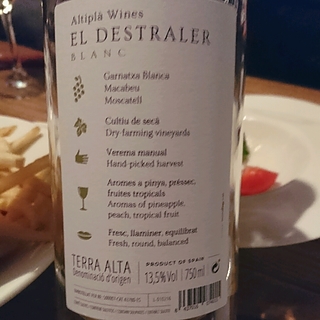 Altiplà Wines
EL DESTRALER
BLANC
Garnatxa Blanca
Macabeu
Moscatell
Cultiu de secà
Dry-farming vineyards
Verema manual
Hand-picked harvest
Aromes a pinya, préssec,
fruites tropicals
Aromas of pineapple,
peach, tropical fruit
Fresc, llaminer, equilibrat
Fresh, round, balanced
TERRA ALTA
Denominació d'origen
PRODUCT OF SPAIN
13,5% Vol 750 ml